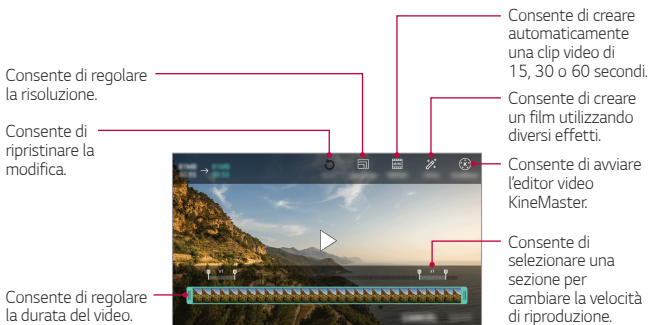 Consente di regolare
la risoluzione.
Consente di
ripristinare la
modifica.
Consente di regolare
la durata del video.
Consente di creare
automaticamente
una clip video di
15, 30 o 60 secondi.
Consente di creare
un film utilizzando
diversi effetti.
Consente di avviare
l'editor video
KineMaster.
Consente di
selezionare una
sezione per
cambiare la velocità
di riproduzione.
x1
x1